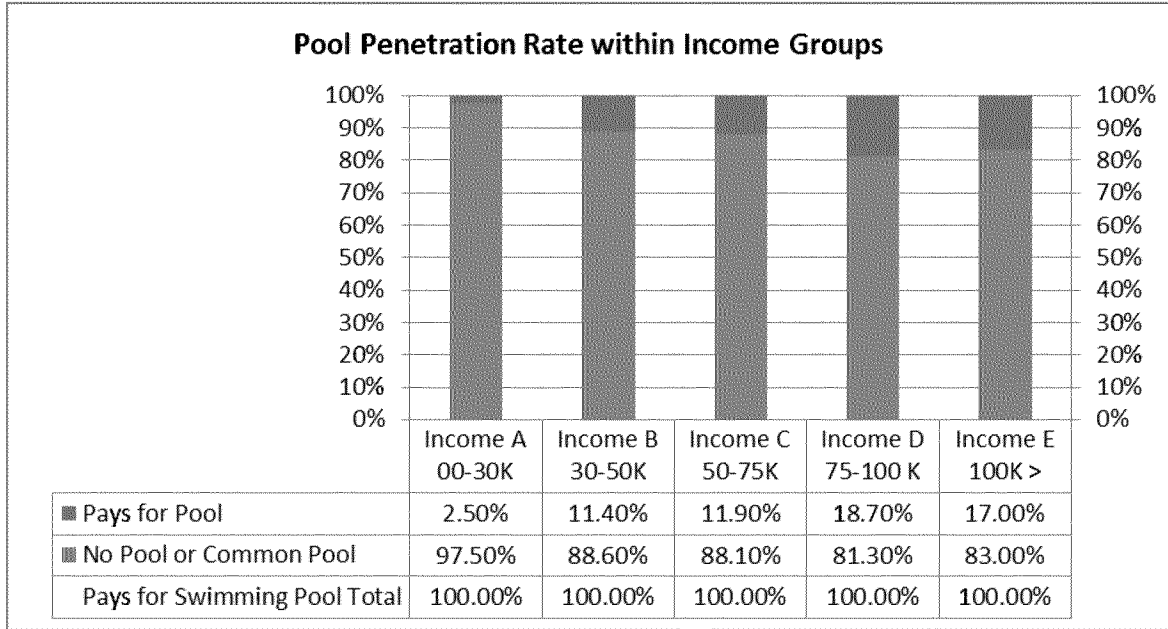 Pool Penetration Rate within Income Groups
100% 100%
90% 90%
80% 80%
70% 70%
60% 60%
50% 50%
40% 40%
30% 30%
20% 20%
10% 10%
0% 0%
Income A Income B Income C Income D Income E
00-30K 30-50K 50-75K 75-100 K 100K >
Pays for Pool 2.50% 11.40% 11.90% 18.70% 17.00%
No Pool or Common Pool 97.50% 88.60% 88.10% 81.30% 83.00%
Pays for Swimming Pool Total 100.00% 100.00% 100.00% 100.00% 100.00%